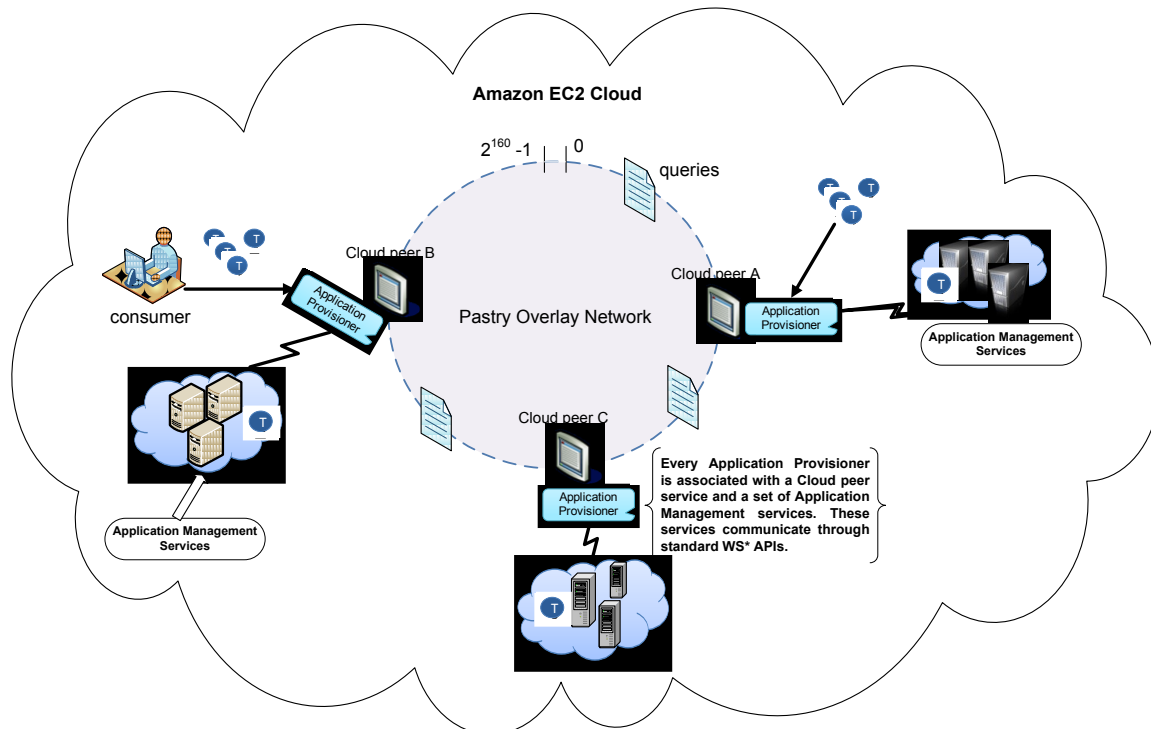 Amazon EC2 Cloud
2^160 -1
0
queries
T
T
T
T
T
T
T
T
Cloud peer B
Cloud peer A
T
Application
Provisioner
Application
Provisioner
consumer
Pastry Overlay Network
Application Management
Services
T
Cloud peer C
Application
Provisioner
Every Application Provisioner
is associated with a Cloud peer
service and a set of Application
Management services. These
services communicate through
standard WS* APIs.
Application Management
Services
T